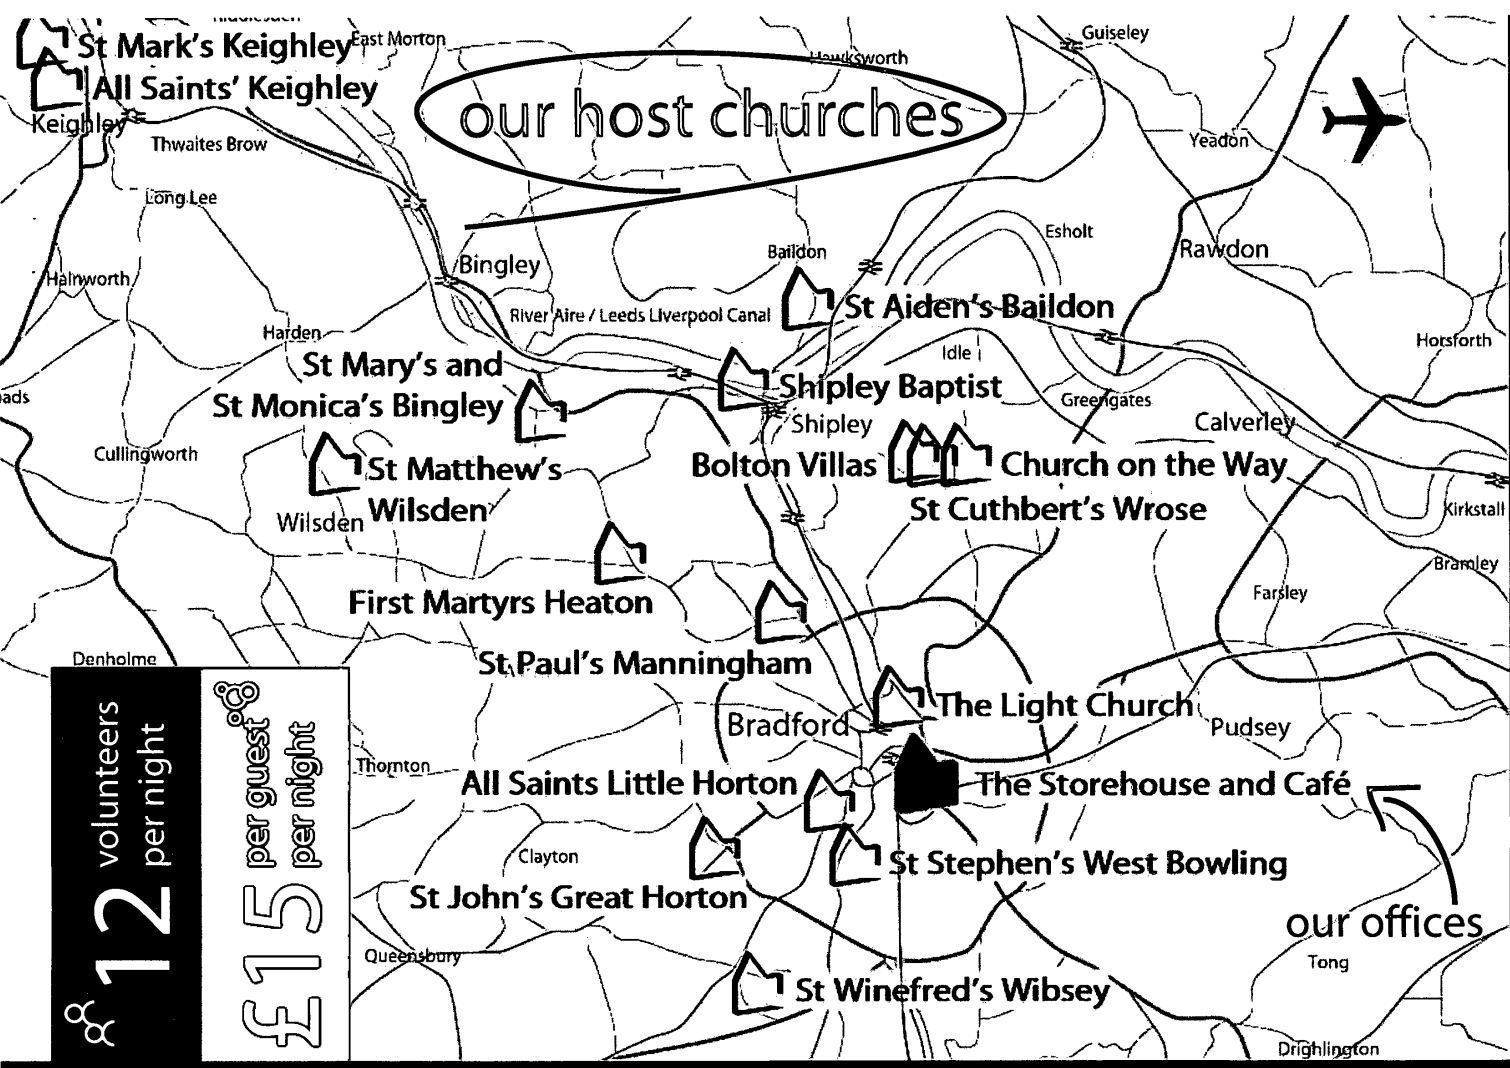 St Mark's Keighley
East Morton
Hawksworth
Guiseley
All Saints' Keighley
our host churches
Keighley
Thwaites Brow
Yeadon
Long Lee
Esholt
Rawdon
Baildon
Bingley
Hainworth
River Aire / Leeds Liverpool Canal
St Aiden's Baildon
Harden
Idle
Horsforth
St Mary's and
St Monica's Bingley
Shipley Baptist
Greengates
Shipley
Calverley
Cullingworth
St Matthew's
Wilsden
Bolton Villas
Church on the Way
St Cuthbert's Wrose
Kirkstall
Wilsden
Bramley
First Martyrs Heaton
Farsley
Denholme
St Paul's Manningham
The Light Church
Bradford
Pudsey
Thornton
All Saints Little Horton
The Storehouse and Café
Clayton
St Stephen's West Bowling
St John's Great Horton
our offices
Queensbury
Tong
St Winefred's Wibsey
Drighlington
12 volunteers
per night
£15 per guest
per night